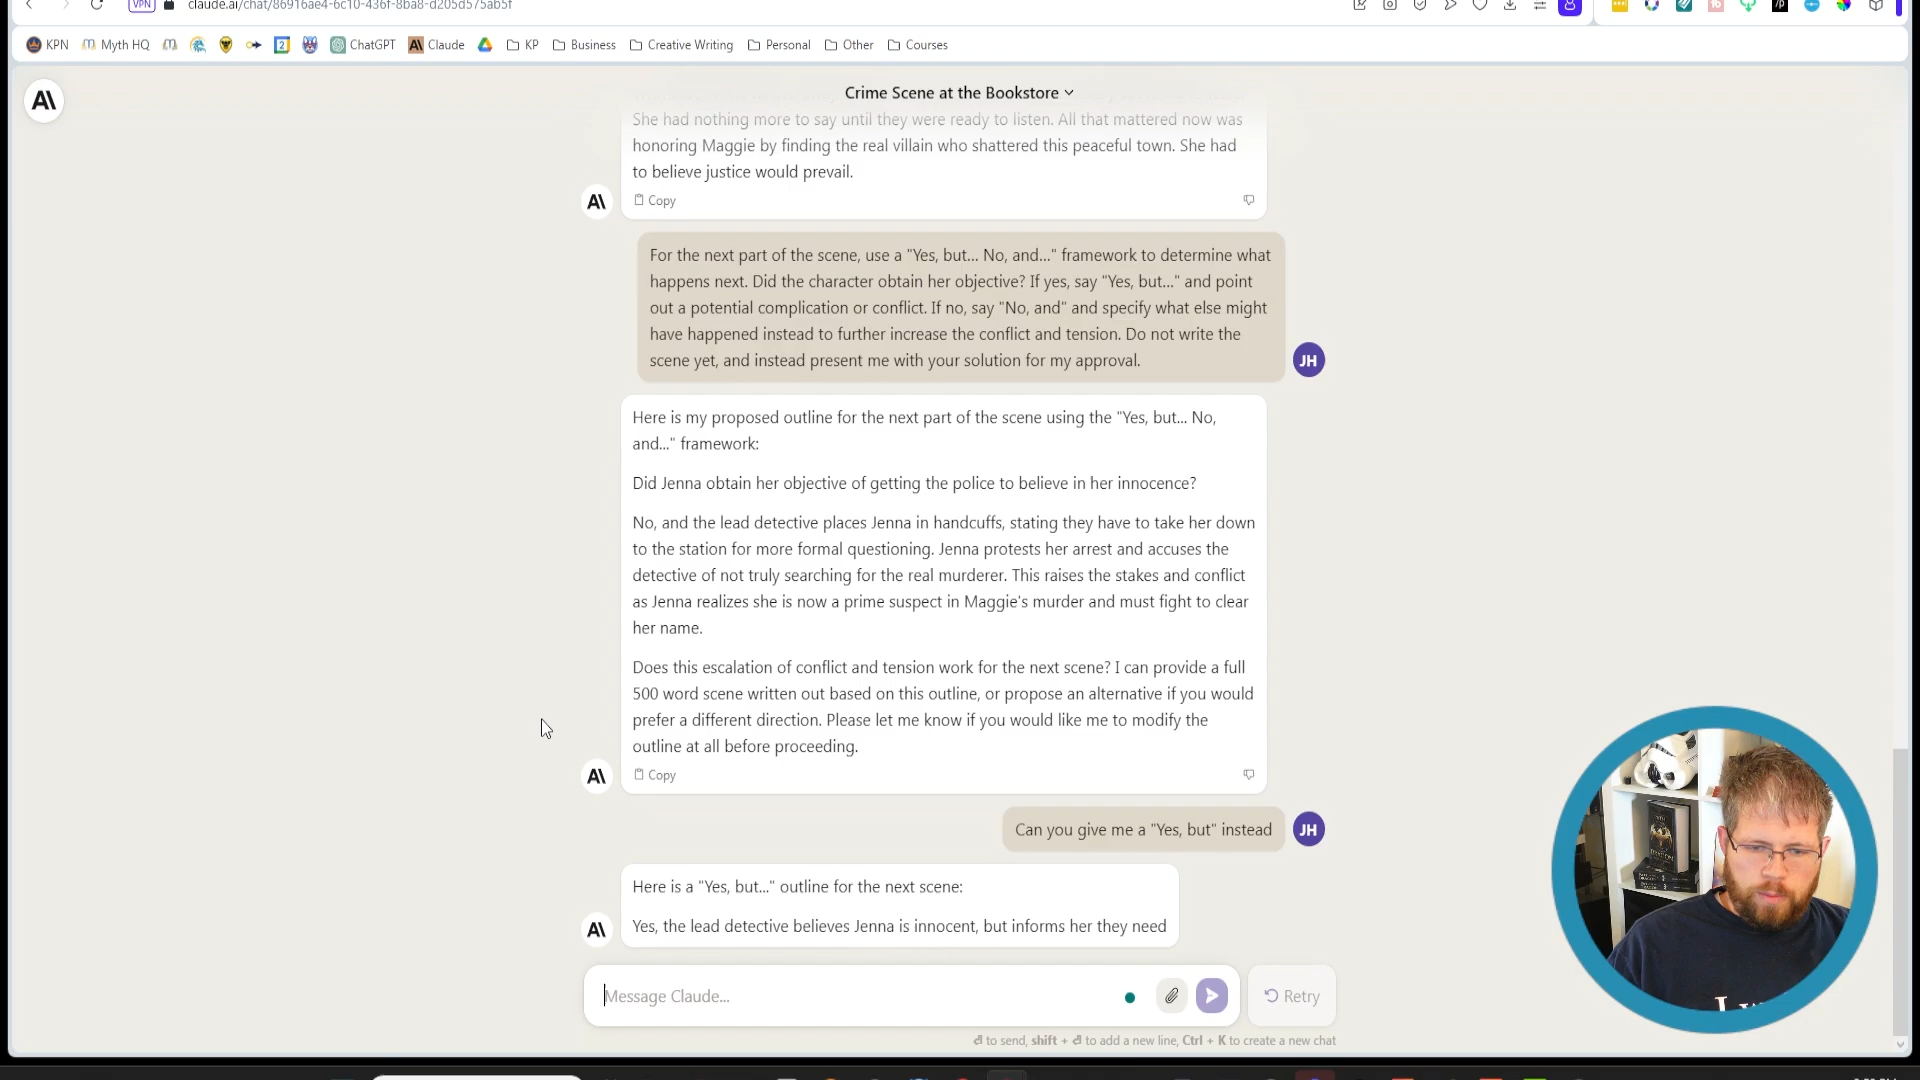 VPN
claude.ai/chat/86916ae4-6c10-436f-8ba8-d205d575ab5f
KPN Myth HQ 2 ChatGPT Claude KP Business Creative Writing Personal Other Courses
Crime Scene at the Bookstore
She had nothing more to say until they were ready to listen. All that mattered now was
honoring Maggie by finding the real villain who shattered this peaceful town. She had
to believe justice would prevail.
Copy
For the next part of the scene, use a "Yes, but... No, and..." framework to determine what
happens next. Did the character obtain her objective? If yes, say "Yes, but..." and point
out a potential complication or conflict. If no, say "No, and" and specify what else might
have happened instead to further increase the conflict and tension. Do not write the
scene yet, and instead present me with your solution for my approval.
JH
Here is my proposed outline for the next part of the scene using the "Yes, but... No,
and..." framework:
Did Jenna obtain her objective of getting the police to believe in her innocence?
No, and the lead detective places Jenna in handcuffs, stating they have to take her down
to the station for more formal questioning. Jenna protests her arrest and accuses the
detective of not truly searching for the real murderer. This raises the stakes and conflict
as Jenna realizes she is now a prime suspect in Maggie's murder and must fight to clear
her name.
Does this escalation of conflict and tension work for the next scene? I can provide a full
500 word scene written out based on this outline, or propose an alternative if you would
prefer a different direction. Please let me know if you would like me to modify the
outline at all before proceeding.
Copy
Can you give me a "Yes, but" instead
JH
Here is a "Yes, but..." outline for the next scene:
Yes, the lead detective believes Jenna is innocent, but informs her they need
Message Claude...
Retry
⏎ to send, shift + ⏎ to add a new line, Ctrl + K to create a new chat